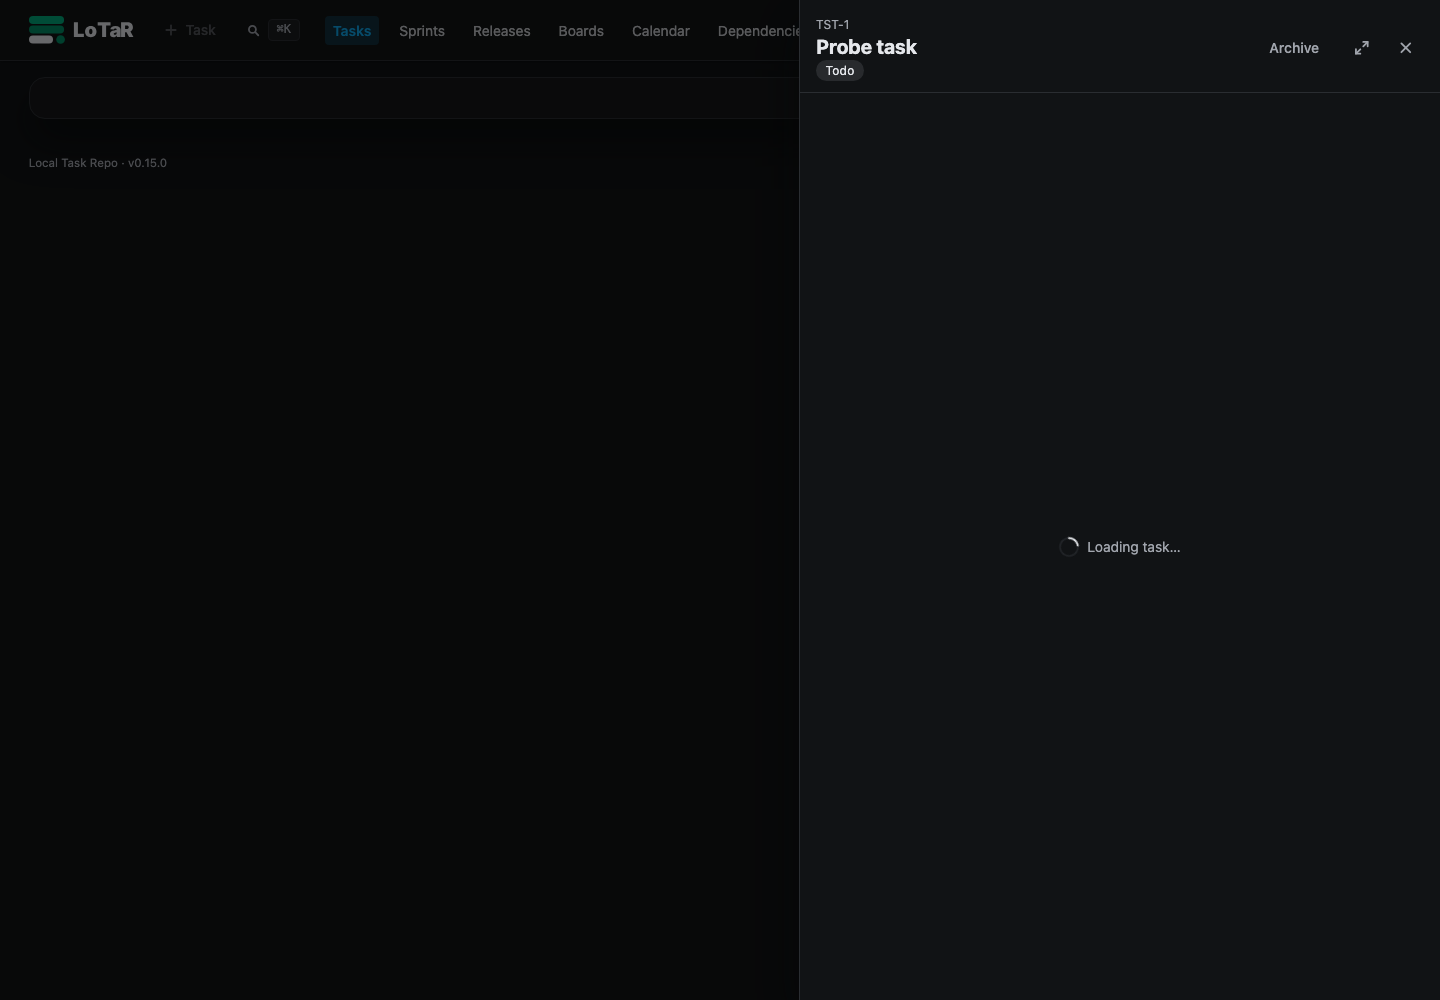 LoTaR
Task
⌘K
Tasks
Sprints
Releases
Boards
Calendar
Dependencie
Local Task Repo · v0.15.0
TST-1
Probe task
Todo
Archive
Loading task...